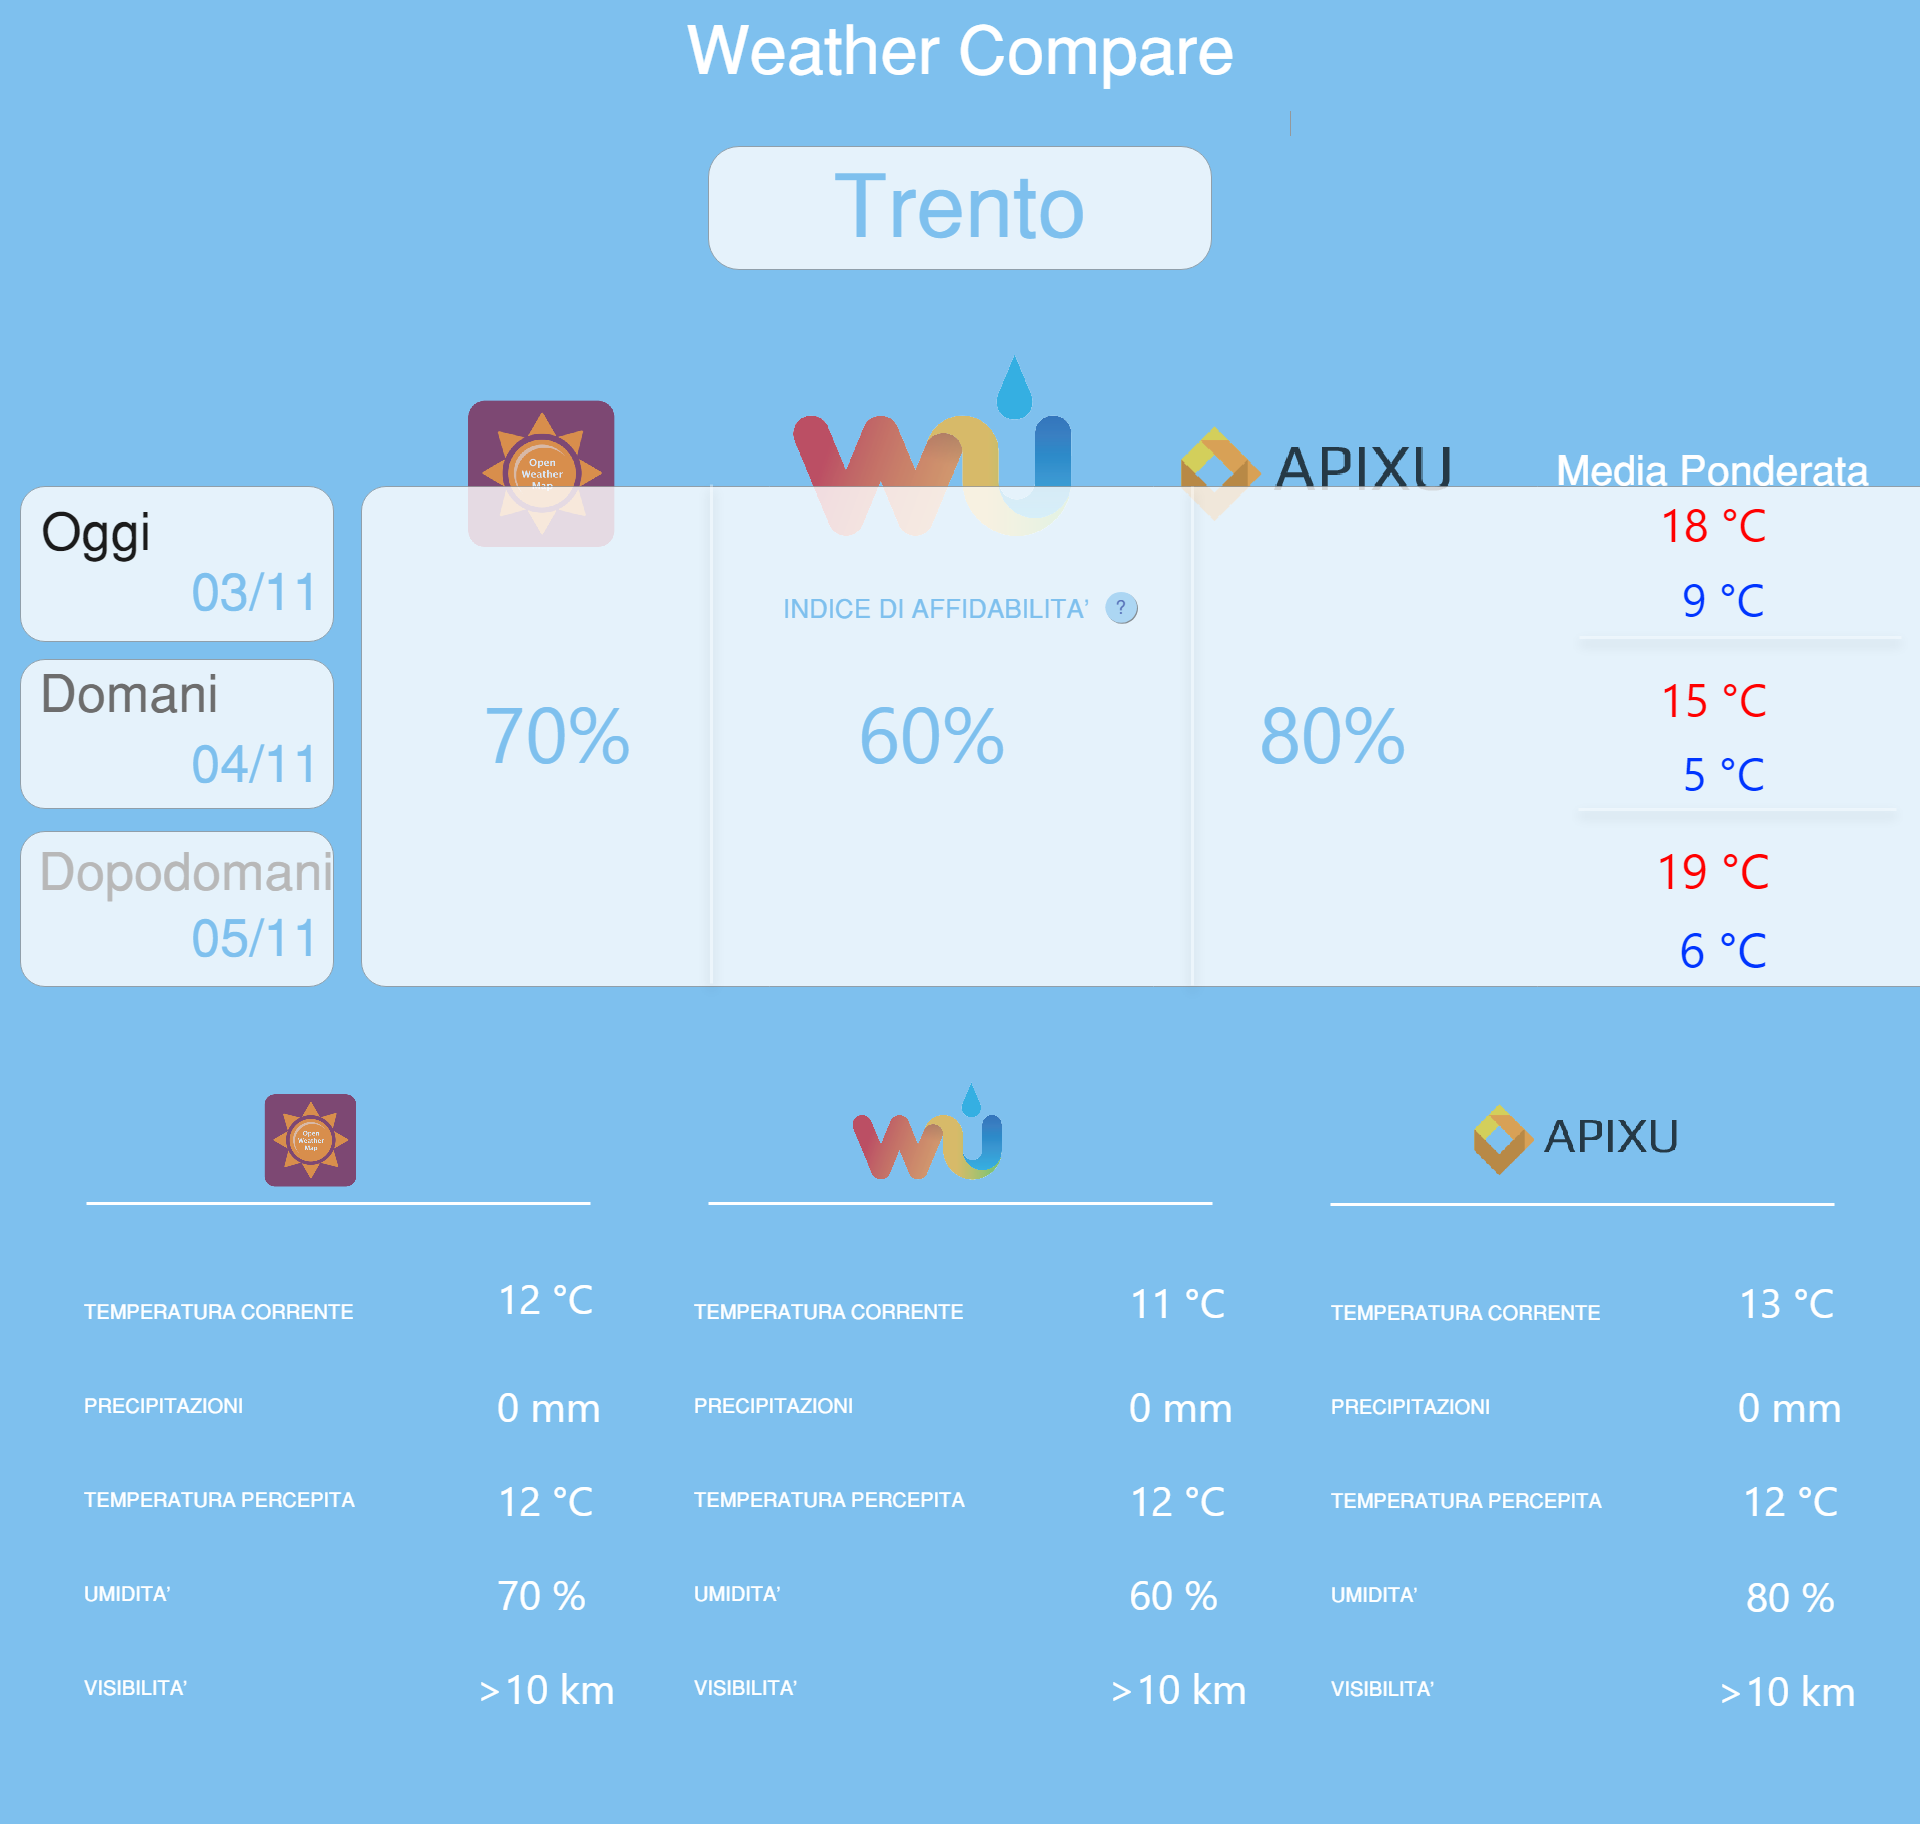 Weather Compare
Trento
Open
Weather
Map
wu
APIXU
Media Ponderata
Oggi
03/11
Domani
04/11
Dopodomani
05/11
INDICE DI AFFIDABILITA’ ?
70% 60% 80%
18 °C
9 °C
15 °C
5 °C
19 °C
6 °C
Open
Weather
Map
wu
APIXU
TEMPERATURA CORRENTE 12 °C
PRECIPITAZIONI 0 mm
TEMPERATURA PERCEPITA 12 °C
UMIDITA’ 70 %
VISIBILITA’ >10 km
TEMPERATURA CORRENTE 11 °C
PRECIPITAZIONI 0 mm
TEMPERATURA PERCEPITA 12 °C
UMIDITA’ 60 %
VISIBILITA’ >10 km
TEMPERATURA CORRENTE 13 °C
PRECIPITAZIONI 0 mm
TEMPERATURA PERCEPITA 12 °C
UMIDITA’ 80 %
VISIBILITA’ >10 km